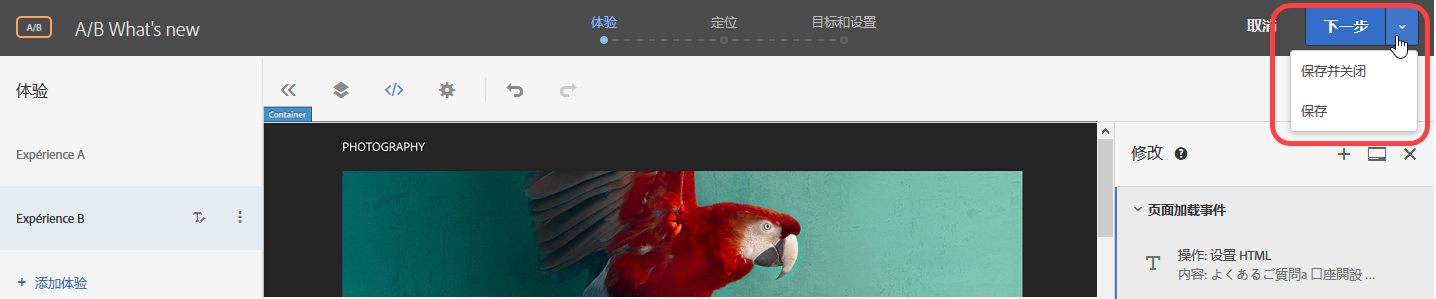 A/B
A/B What's new
体验
定位
目标和设置
取消
下一步
保存并关闭
保存
体验
Container
Expérience A
Expérience B
添加体验
PHOTOGRAPHY
修改
页面加载事件
操作: 设置 HTML
内容: よくあるご質問a 口座開設 ...